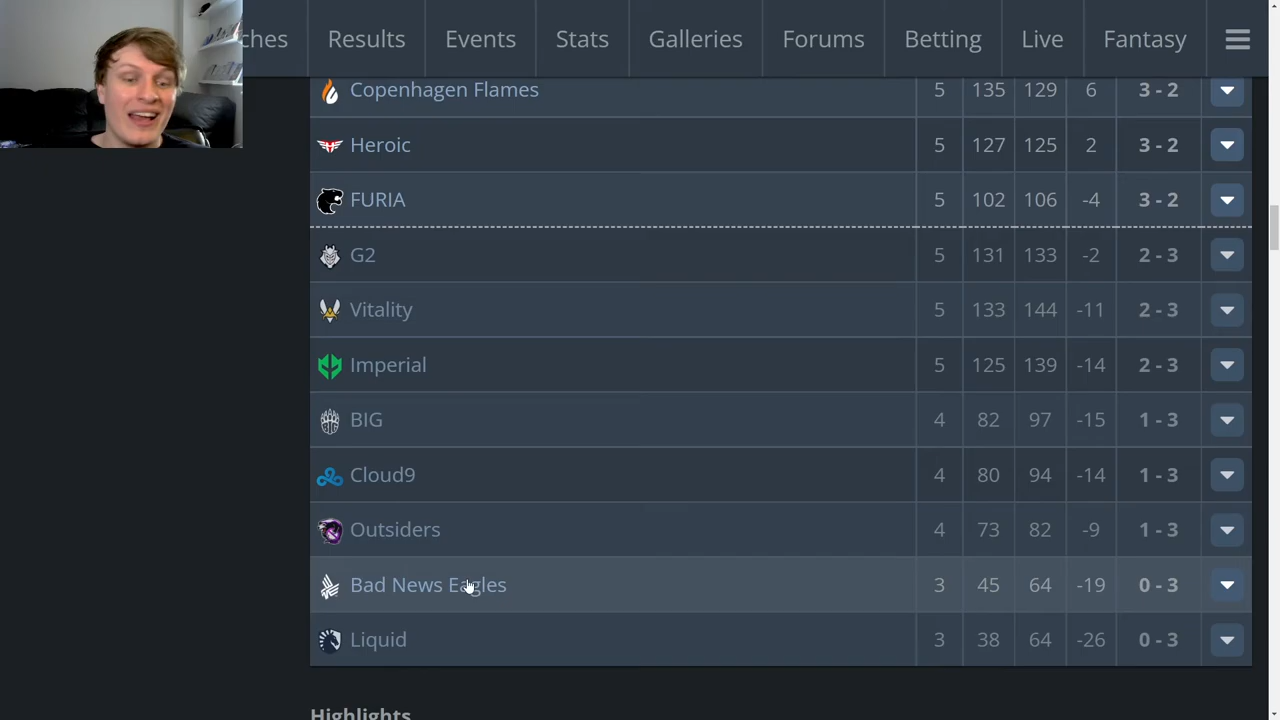 ches Results Events Stats Galleries Forums Betting Live Fantasy
Copenhagen Flames 5 135 129 6 3 - 2
Heroic 5 127 125 2 3 - 2
FURIA 5 102 106 -4 3 - 2
G2 5 131 133 -2 2 - 3
Vitality 5 133 144 -11 2 - 3
Imperial 5 125 139 -14 2 - 3
BIG 4 82 97 -15 1 - 3
Cloud9 4 80 94 -14 1 - 3
Outsiders 4 73 82 -9 1 - 3
Bad News Eagles 3 45 64 -19 0 - 3
Liquid 3 38 64 -26 0 - 3
Highlights